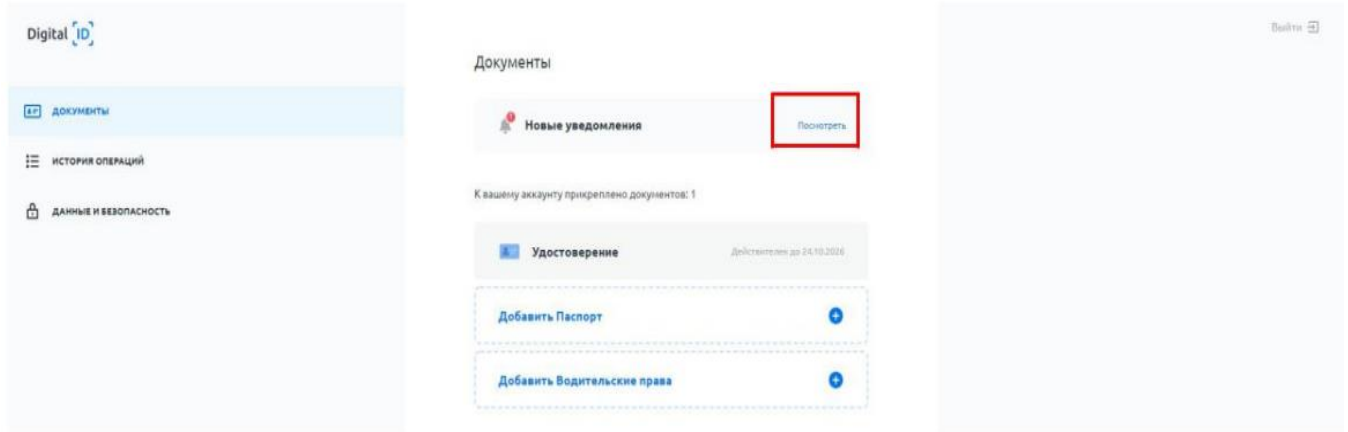 Digital ID
Выйти
Документы
ДОКУМЕНТЫ
Новые уведомления
Посмотреть
ИСТОРИЯ ОПЕРАЦИЙ
К вашему аккаунту прикреплено документов: 1
ДАННЫЕ И БЕЗОПАСНОСТЬ
Удостоверение
Действителен до 24.10.2026
Добавить Паспорт
Добавить Водительские права